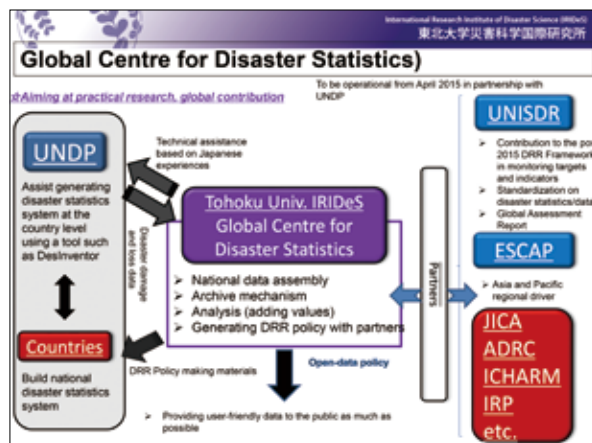 International Research Institute of Disaster Science (IRIDeS)
東北大学災害科学国際研究所
Global Centre for Disaster Statistics)
To be operational from April 2015 in partnership with
UNDP
☆Aiming at practical research, global contribution
UNDP
Assist generating
disaster statistics
system at the
country level
using a tool such
as DesInventor
Countries
Build national
disaster statistics
system
Technical assistance
based on Japanese
experiences
Disaster damage
and loss data
DRR Policy making materials
Tohoku Univ. IRIDeS
Global Centre for
Disaster Statistics
➤ National data assembly
➤ Archive mechanism
➤ Analysis (adding values)
➤ Generating DRR policy with partners
Open-data policy
➤ Providing user-friendly data to the public as much as
possible
Partners
UNISDR
➤ Contribution to the po
2015 DRR Framework
in monitoring targets
and indicators
➤ Standardization on
disaster statistics/data
➤ Global Assessment
Report
ESCAP
➤ Asia and Pacific
regional driver
JICA
ADRC
ICHARM
IRP
etc.